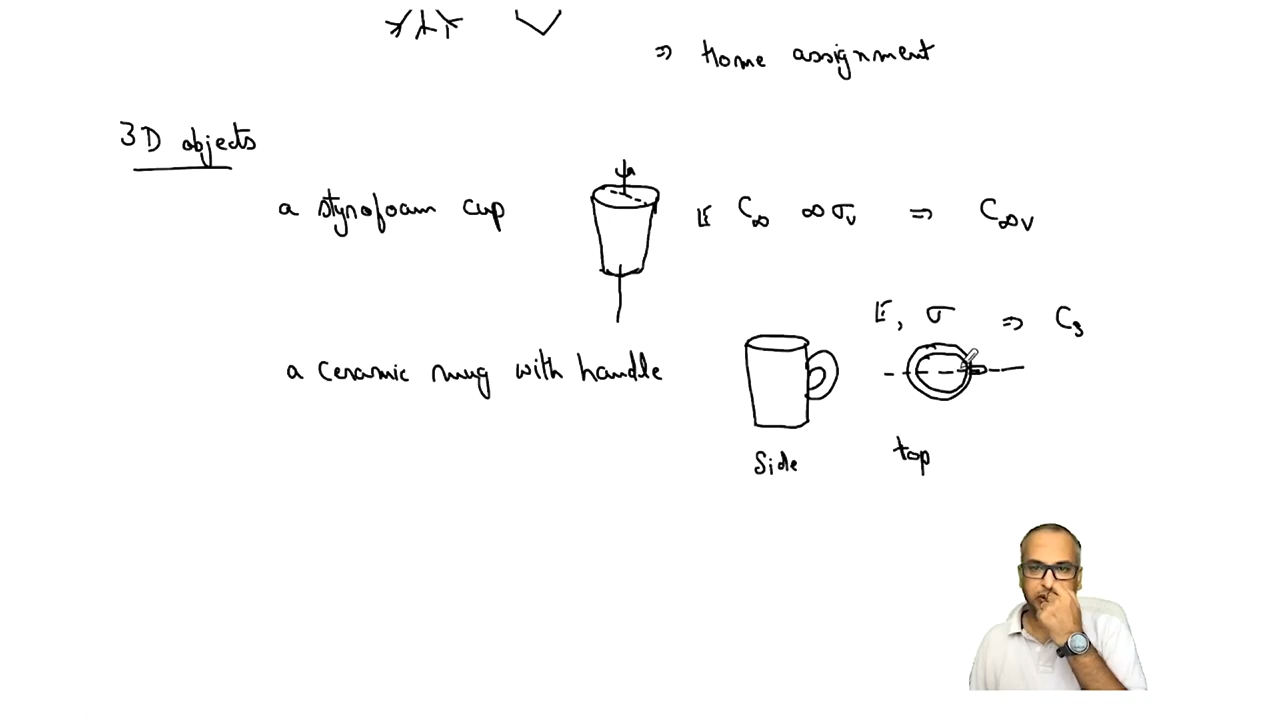 ⇒ Home assignment
3D objects
a styrofoam cup E C∞ ∞σv ⇒ C∞v
E, σ ⇒ Cs
a ceramic mug with handle
Side top